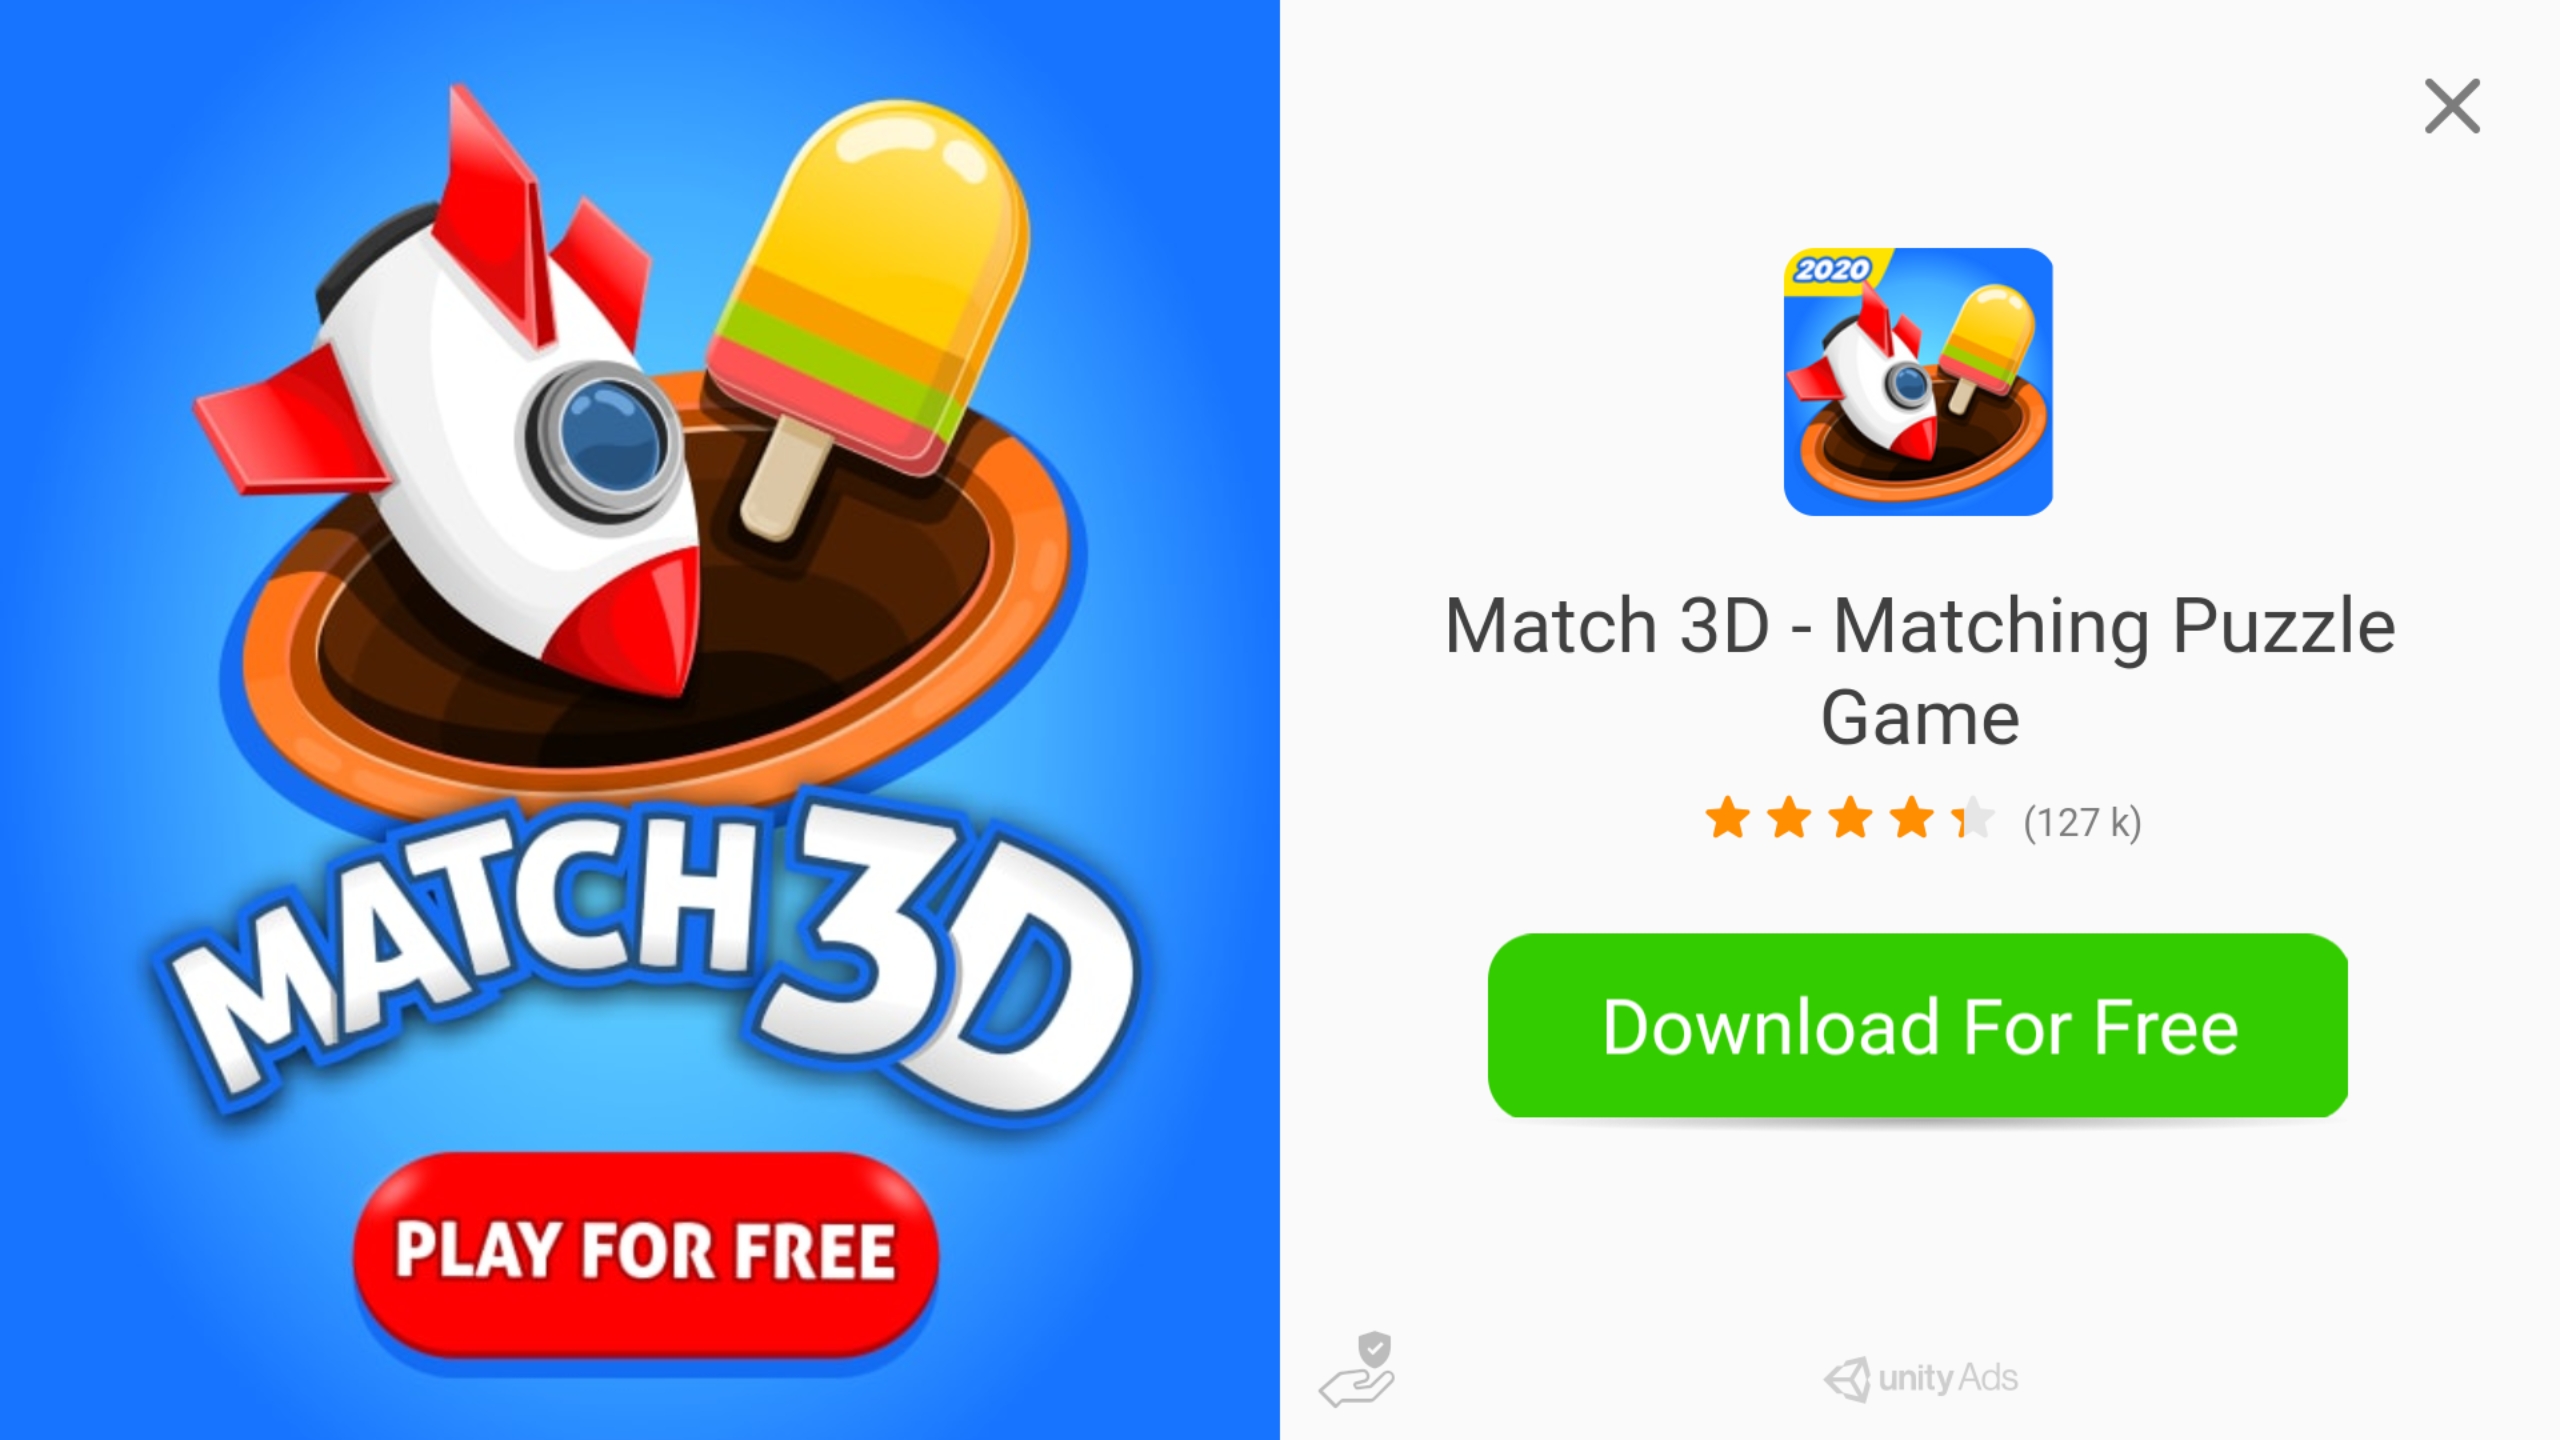 MATCH 3D
PLAY FOR FREE
2020
Match 3D - Matching Puzzle
Game
(127 k)
Download For Free
unity Ads